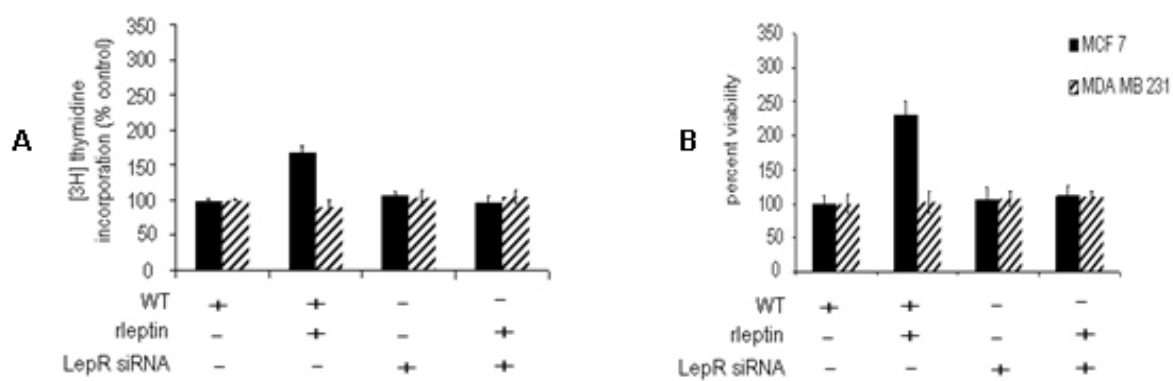 A
[3H] thymidine
incorporation (% control)
350
300
250
200
150
100
50
0
WT + + - -
rleptin - + - +
LepR siRNA - - + +
B
percent viability
350
300
250
200
150
100
50
0
MCF 7
MDA MB 231
WT + + - -
rleptin - + - +
LepR siRNA - - + +